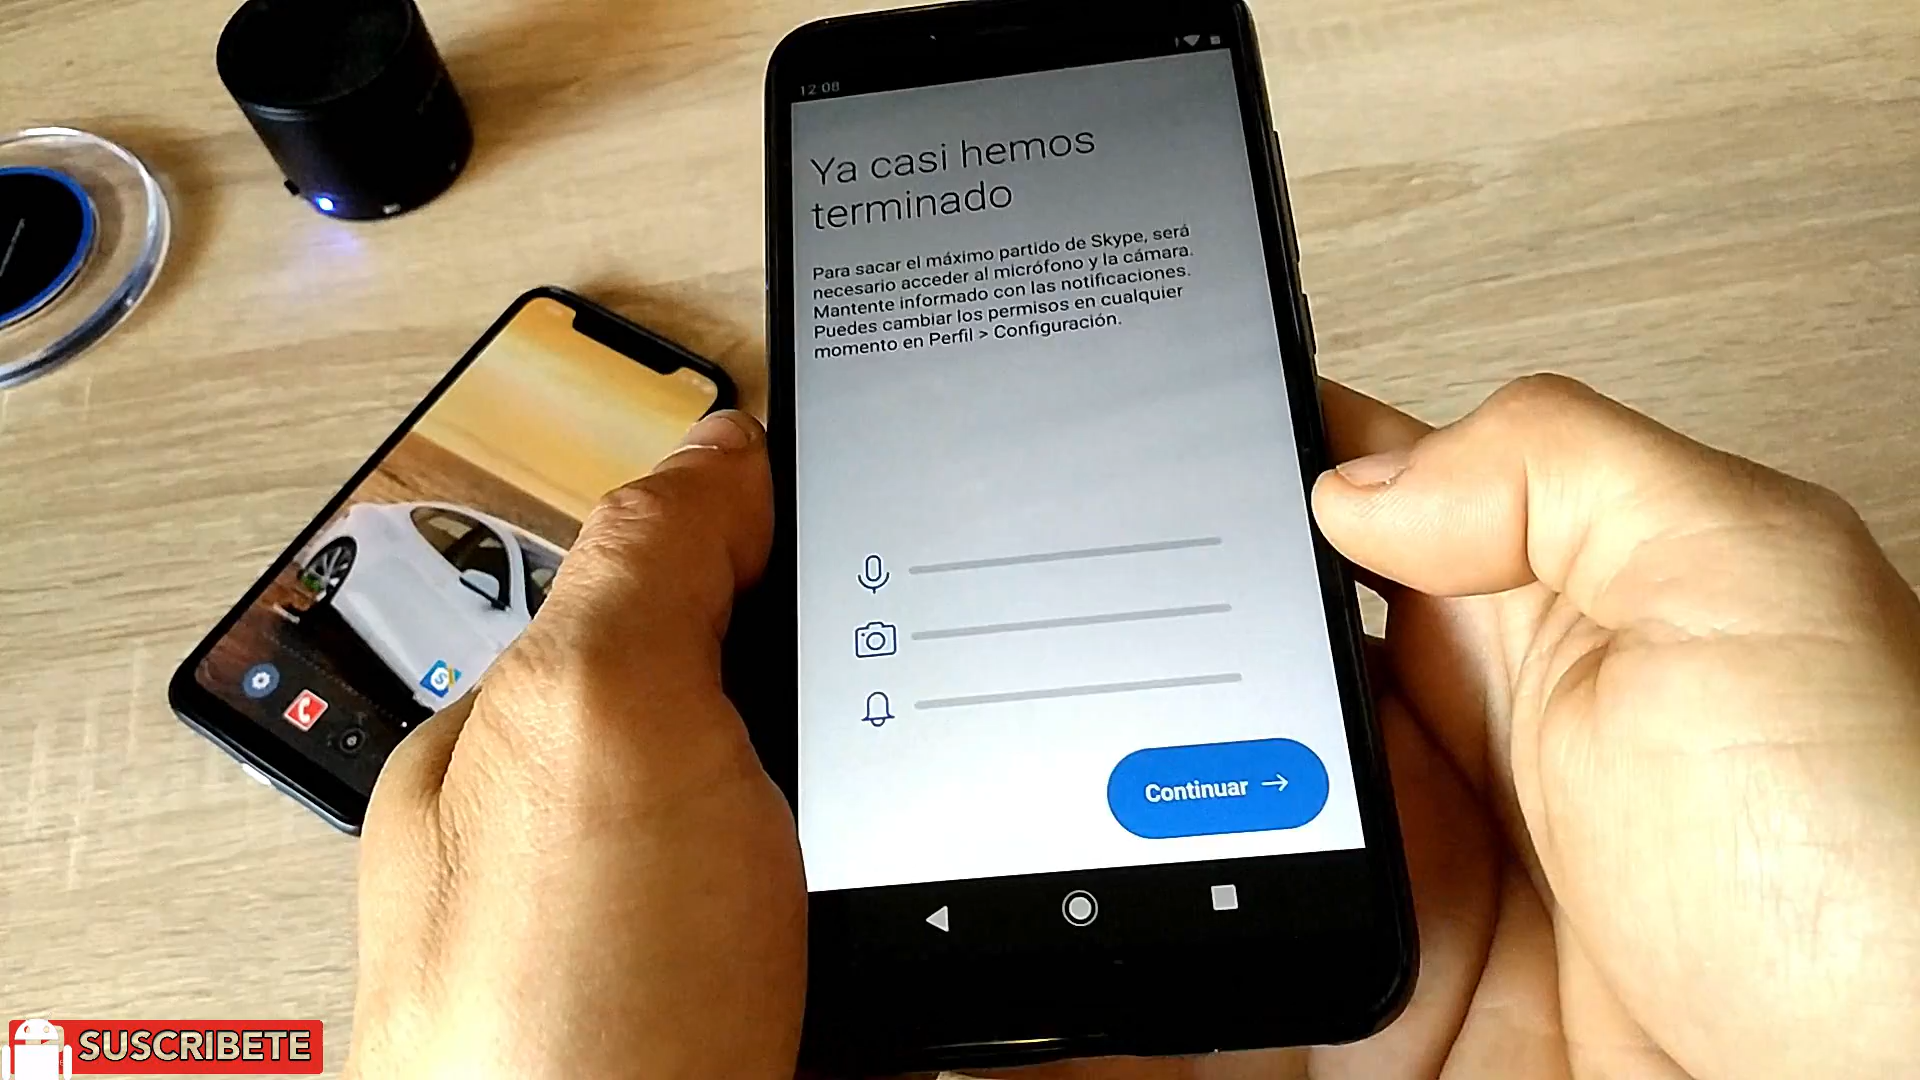 12 08
Ya casi hemos
terminado
Para sacar el máximo partido de Skype, será
necesario acceder al micrófono y la cámara.
Mantente informado con las notificaciones.
Puedes cambiar los permisos en cualquier
momento en Perfil > Configuración.
Continuar →
SUSCRIBETE